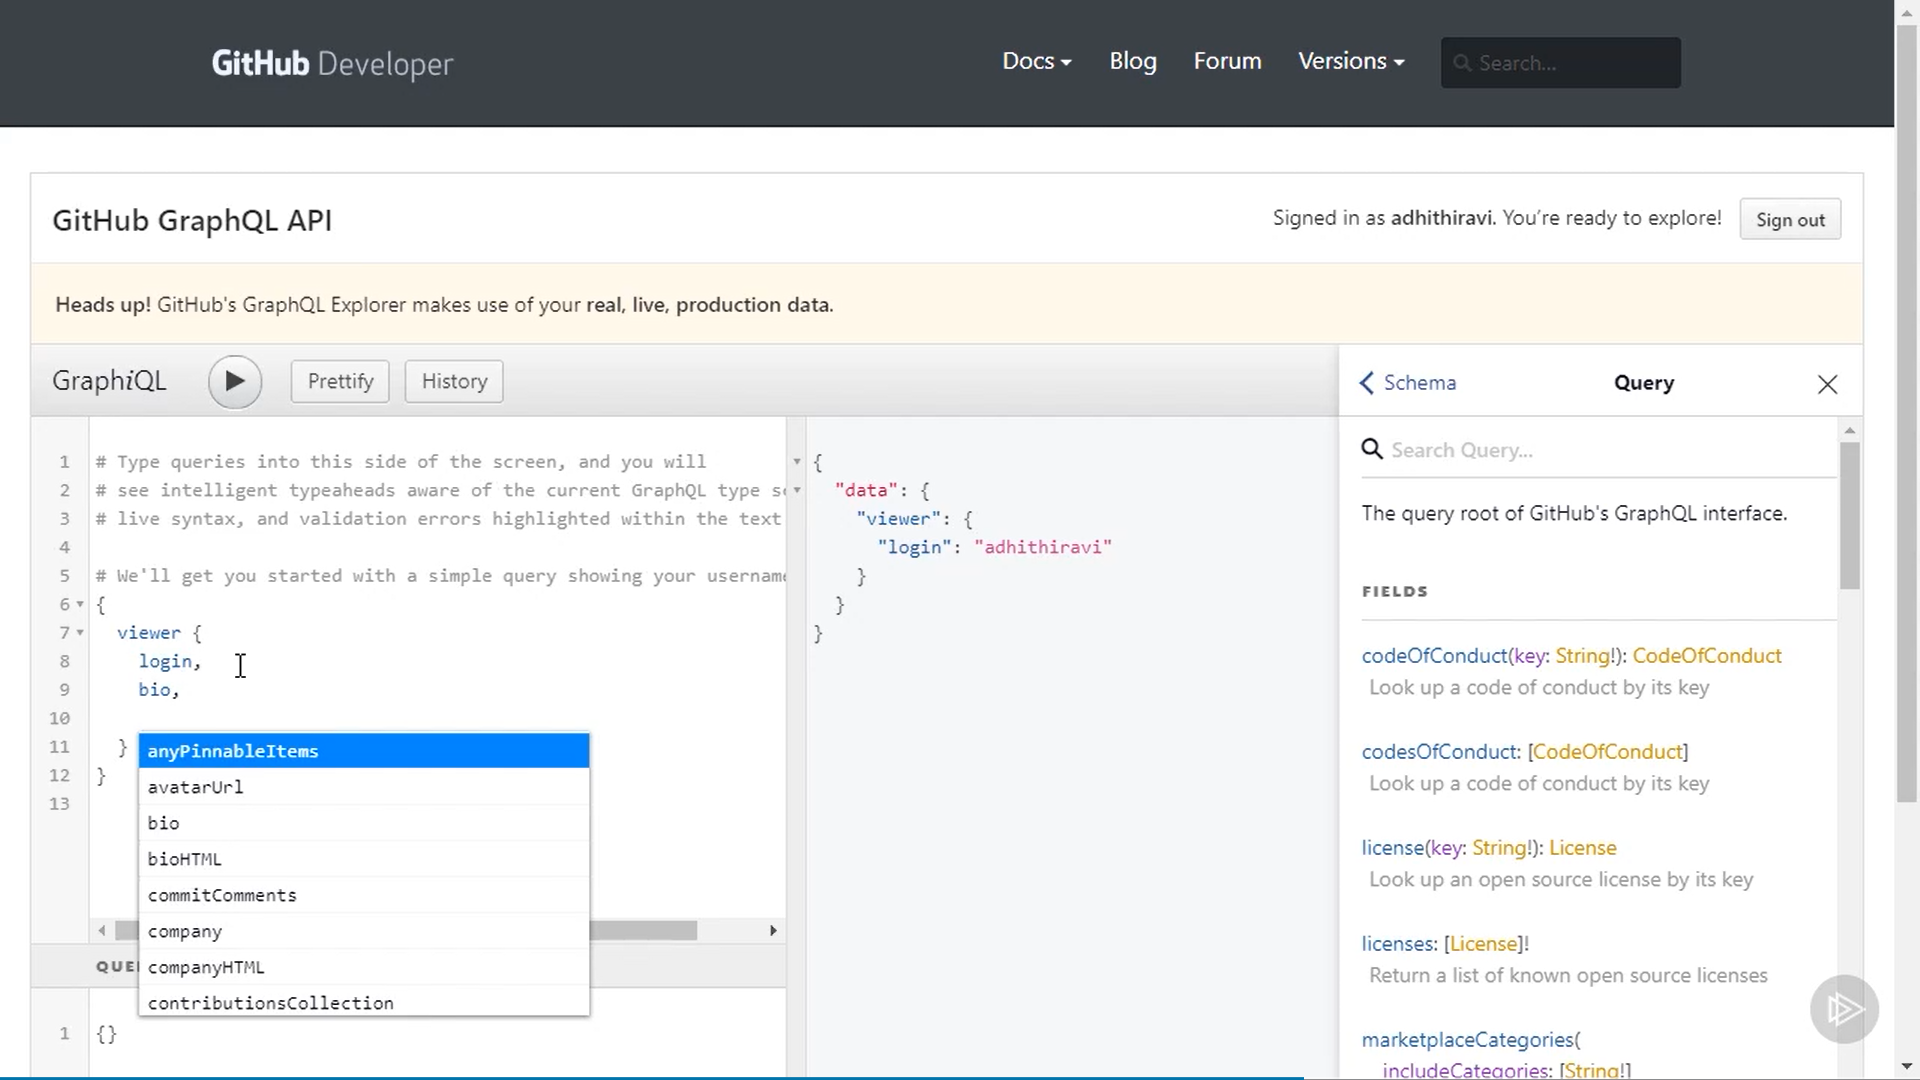 GitHub Developer
Docs
Blog
Forum
Versions
Search...
GitHub GraphQL API
Signed in as adhithiravi. You're ready to explore!
Sign out
Heads up! GitHub's GraphQL Explorer makes use of your real, live, production data.
GraphiQL
Prettify
History
1 # Type queries into this side of the screen, and you will
2 # see intelligent typeaheads aware of the current GraphQL type s
3 # live syntax, and validation errors highlighted within the text
4
5 # We'll get you started with a simple query showing your username
6 {
7 viewer {
8 login,
9 bio,
10
11 }
12 }
13
anyPinnableItems
avatarUrl
bio
bioHTML
commitComments
company
companyHTML
contributionsCollection
QUE
1 {}
{
"data": {
"viewer": {
"login": "adhithiravi"
}
}
}
Schema
Query
Search Query...
The query root of GitHub's GraphQL interface.
FIELDS
codeOfConduct(key: String!): CodeOfConduct
Look up a code of conduct by its key
codesOfConduct: [CodeOfConduct]
Look up a code of conduct by its key
license(key: String!): License
Look up an open source license by its key
licenses: [License]!
Return a list of known open source licenses
marketplaceCategories(
includeCategories: [String!]